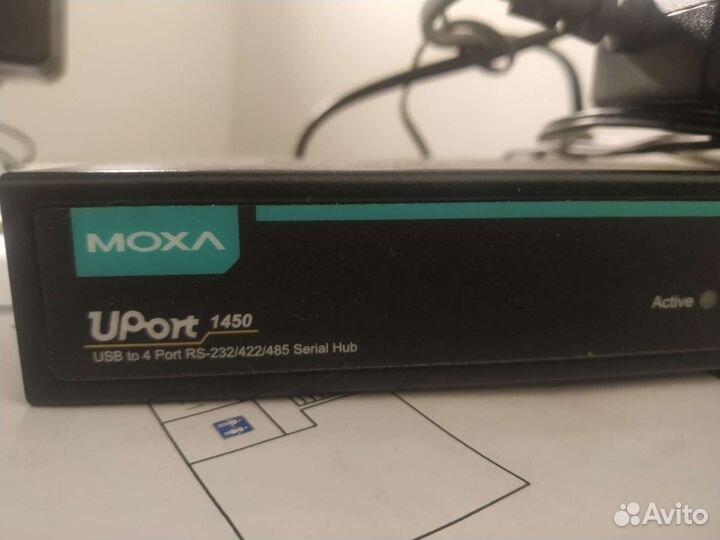 MOXA
UPort 1450
USB to 4 Port RS-232/422/485 Serial Hub
Active
Avito